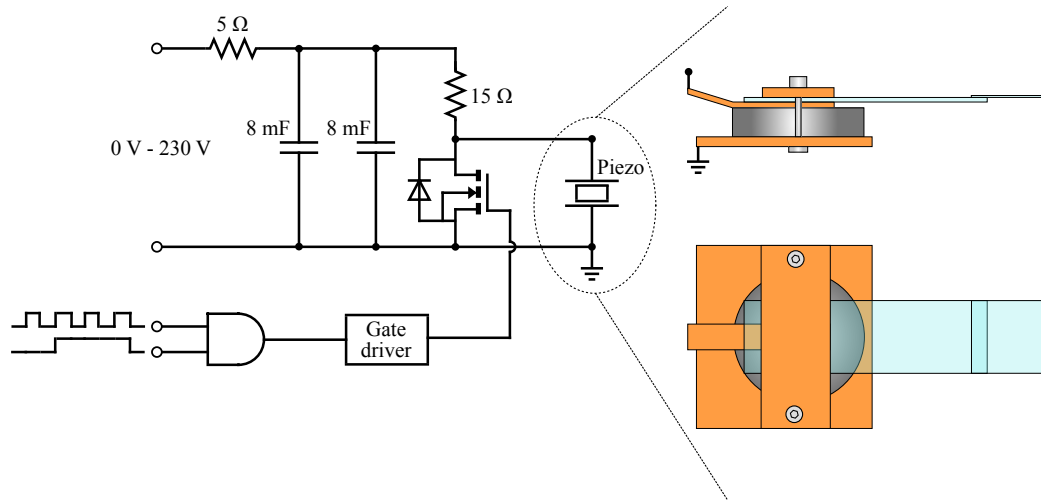 5 Ω
15 Ω
8 mF
8 mF
0 V - 230 V
Piezo
Gate
driver